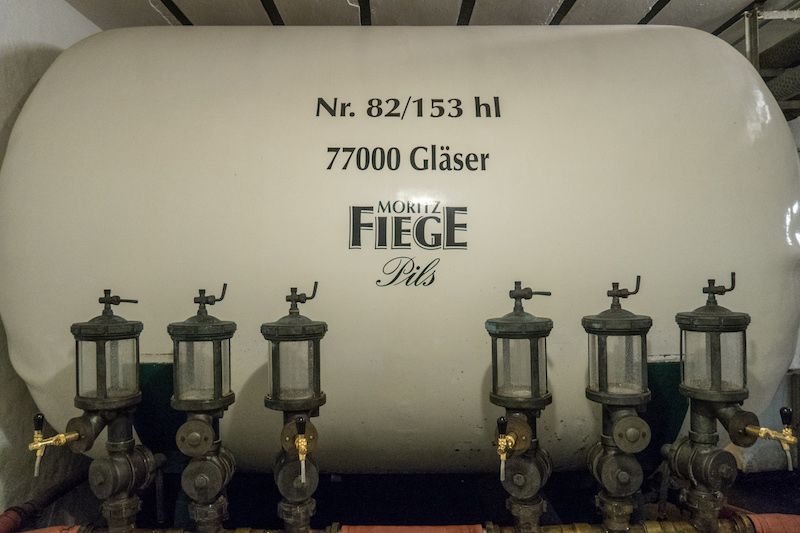 Nr. 82/153 hl
77000 Gläser
MORITZ
FIEGE
Pils